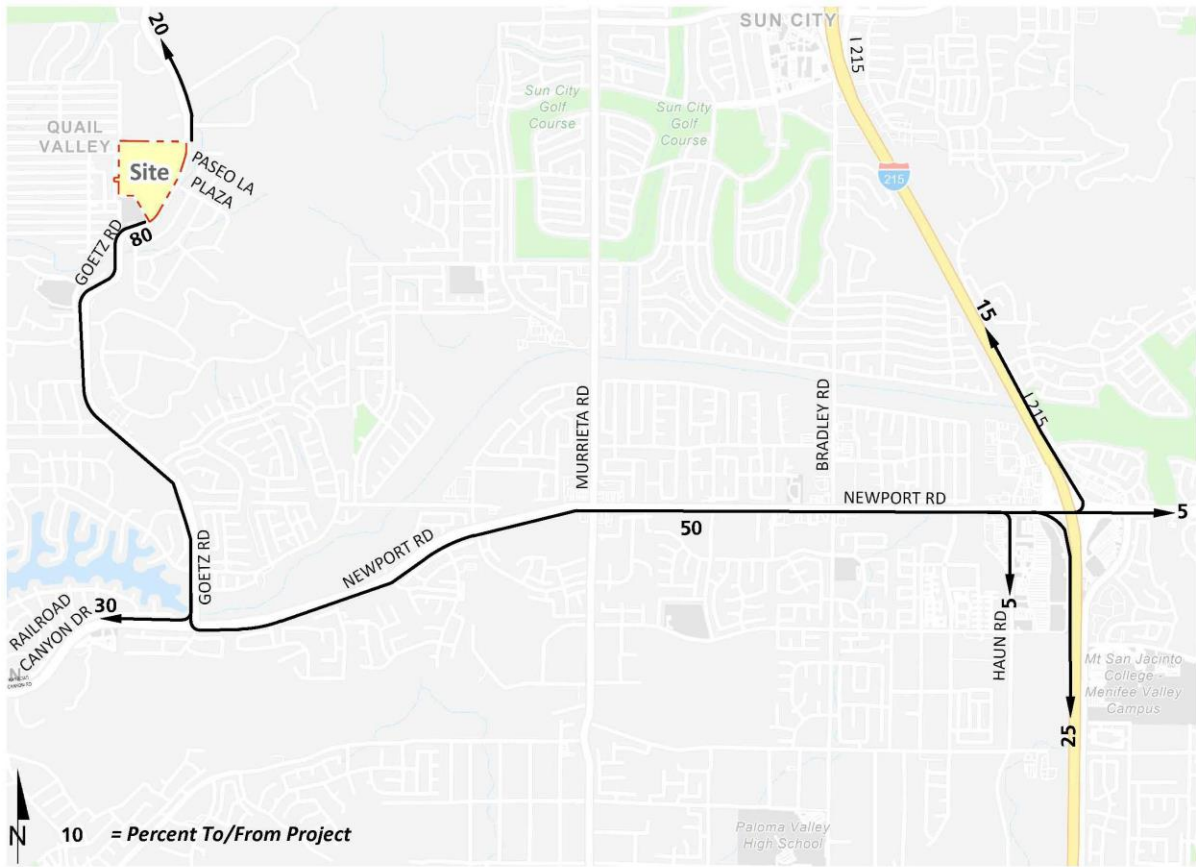 20
SUN CITY
I 215
Sun City
Golf
Course
Sun City
Golf
Course
QUAIL
VALLEY
Site
PASEO LA
PLAZA
215
80
GOETZ RD
15
I 215
MURRIETA RD
BRADLEY RD
NEWPORT RD
5
50
GOETZ RD
NEWPORT RD
30
RAILROAD
CANYON DR
5
HAUN RD
Mt San Jacinto
College -
Menifee Valley
Campus
25
Paloma Valley
High School
N
10 = Percent To/From Project